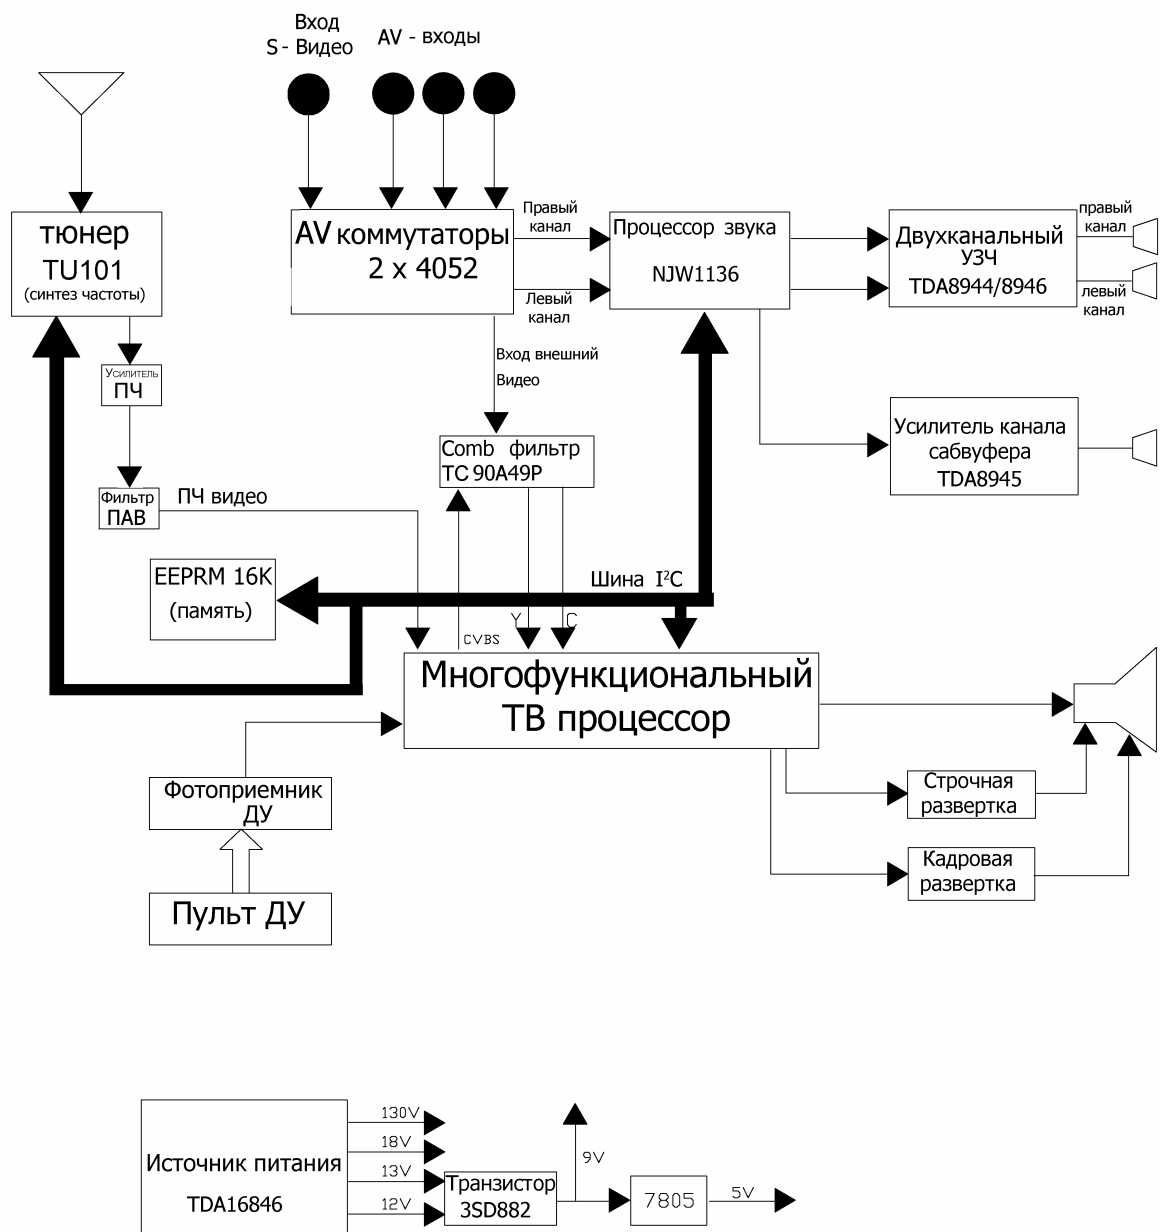 Вход
S - Видео
AV - входы
тюнер
TU101
(синтез частоты)
AV коммутаторы
2 x 4052
Правый
канал
Левый
канал
Процессор звука
NJW1136
Двухканальный
УЗЧ
TDA8944/8946
правый
канал
левый
канал
Усилитель
ПЧ
Вход внешний
Видео
Усилитель канала
сабвуфера
TDA8945
Comb фильтр
TC 90A49P
Фильтр
ПАВ
ПЧ видео
EEPRM 16K
(память)
Шина I²C
CVBS
Y
C
Многофункциональный
ТВ процессор
Фотоприемник
ДУ
Пульт ДУ
Строчная
развертка
Кадровая
развертка
Источник питания
TDA16846
130V
18V
13V
12V
Транзистор
3SD882
9V
7805
5V